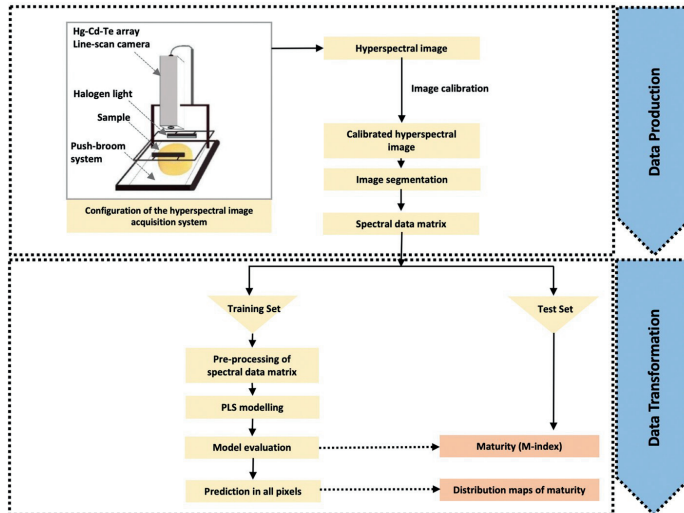 Hg-Cd-Te array
Line-scan camera
Halogen light
Sample
Push-broom
system
Configuration of the hyperspectral image
acquisition system
Hyperspectral image
Image calibration
Calibrated hyperspectral
image
Image segmentation
Spectral data matrix
Data Production
Training Set
Test Set
Pre-processing of
spectral data matrix
PLS modelling
Model evaluation
Maturity (M-index)
Prediction in all pixels
Distribution maps of maturity
Data Transformation